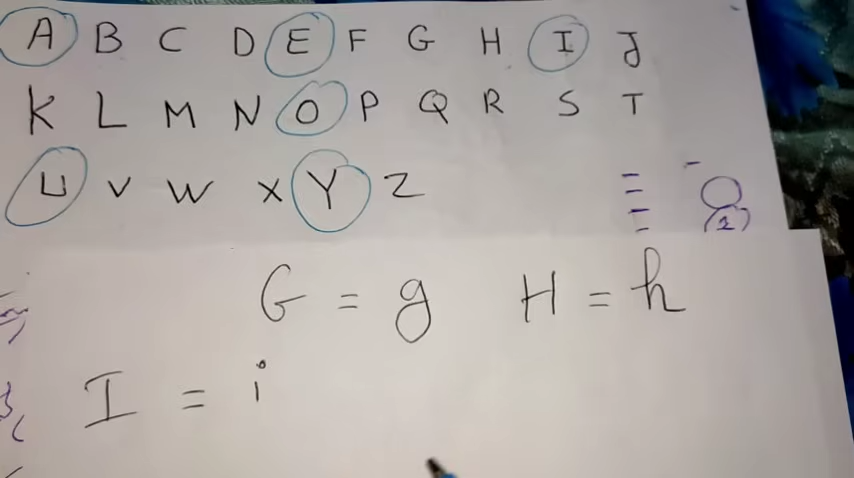 A B C D E F G H I J
K L M N O P Q R S T
U V W X Y Z
G = g H = h
I = i